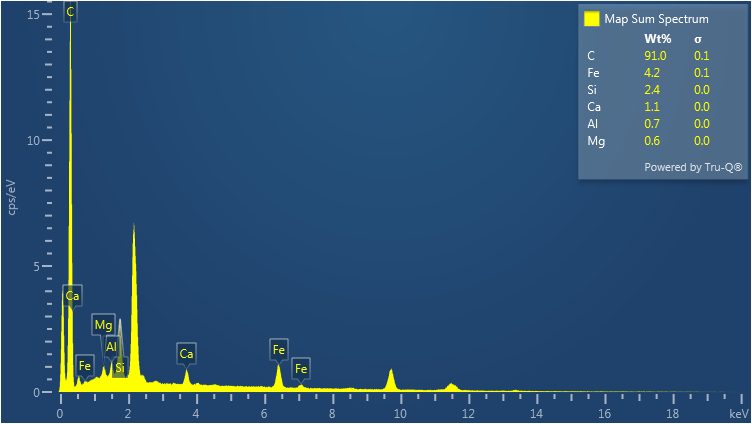 15
10
5
0
cps/eV
C
Ca
Fe
Mg
Al
Si
Ca
Fe
Fe
0 2 4 6 8 10 12 14 16 18 keV
Map Sum Spectrum
Wt% σ
C 91.0 0.1
Fe 4.2 0.1
Si 2.4 0.0
Ca 1.1 0.0
Al 0.7 0.0
Mg 0.6 0.0
Powered by Tru-Q®